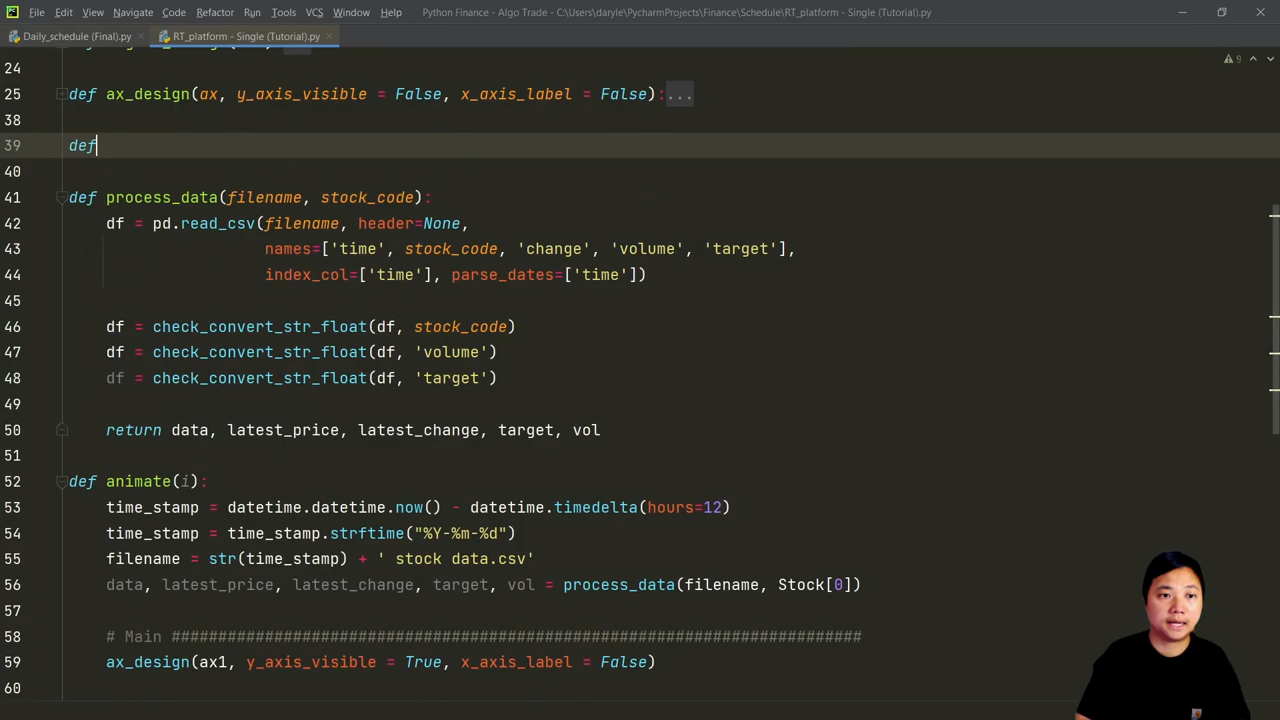 File Edit View Navigate Code Refactor Run Tools VCS Window Help Python Finance - Algo Trade - C:\Users\daryle\PycharmProjects\Finance\Schedule\RT_platform - Single (Tutorial).py
Daily_schedule (Final).py RT_platform - Single (Tutorial).py
24
9
25 def ax_design(ax, y_axis_visible = False, x_axis_label = False):...
38
39 def
40
41 def process_data(filename, stock_code):
42 df = pd.read_csv(filename, header=None,
43 names=['time', stock_code, 'change', 'volume', 'target'],
44 index_col=['time'], parse_dates=['time'])
45
46 df = check_convert_str_float(df, stock_code)
47 df = check_convert_str_float(df, 'volume')
48 df = check_convert_str_float(df, 'target')
49
50 return data, latest_price, latest_change, target, vol
51
52 def animate(i):
53 time_stamp = datetime.datetime.now() - datetime.timedelta(hours=12)
54 time_stamp = time_stamp.strftime("%Y-%m-%d")
55 filename = str(time_stamp) + ' stock data.csv'
56 data, latest_price, latest_change, target, vol = process_data(filename, Stock[0])
57
58 # Main ##########################################################################
59 ax_design(ax1, y_axis_visible = True, x_axis_label = False)
60